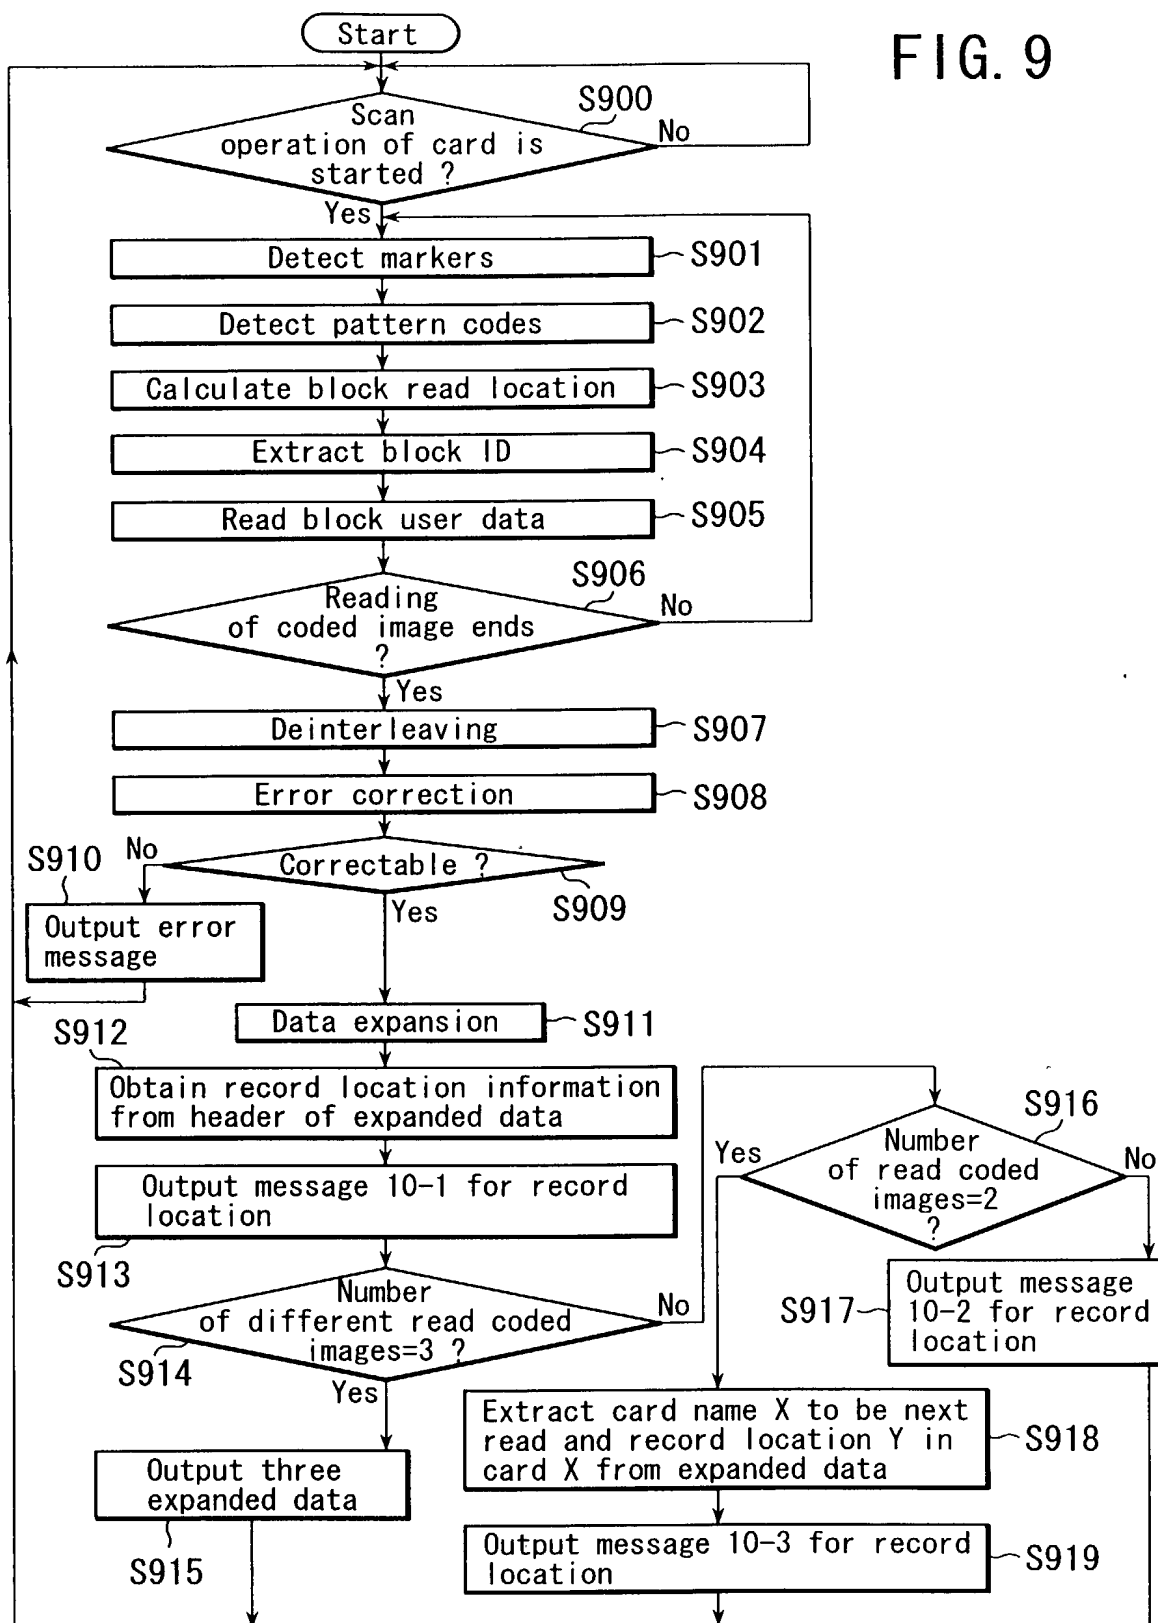 FIG. 9
Start
S900
Scan
operation of card is
started ?
No
Yes
Detect markers
S901
Detect pattern codes
S902
Calculate block read location
S903
Extract block ID
S904
Read block user data
S905
S906
Reading
of coded image ends
?
No
Yes
Deinterleaving
S907
Error correction
S908
Correctable ?
No
S909
S910
Yes
Output error
message
Data expansion
S911
S912
Obtain record location information
from header of expanded data
Output message 10-1 for record
location
S913
Number
of different read coded
images=3 ?
No
S914
Yes
Output three
expanded data
S915
S916
Number
of read coded
images=2
?
Yes
No
Output message
10-2 for record
location
S917
Extract card name X to be next
read and record location Y in
card X from expanded data
S918
Output message 10-3 for record
location
S919